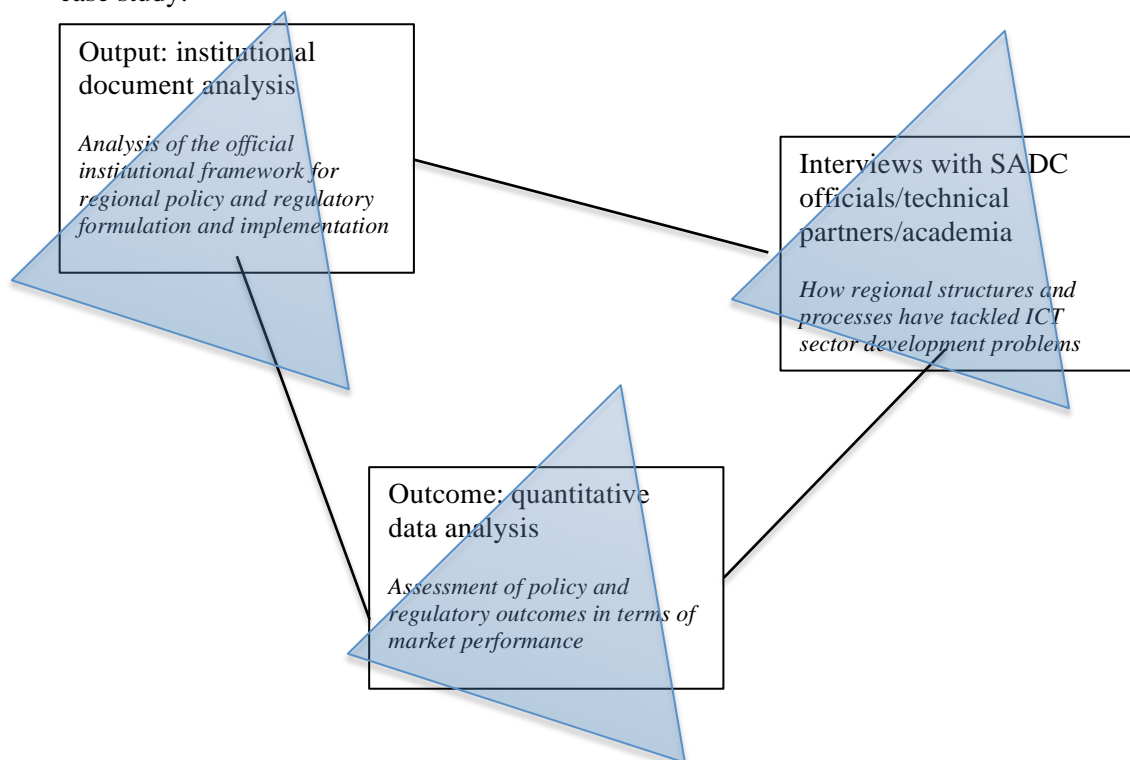 case study.
Output: institutional
document analysis
Analysis of the official
institutional framework for
regional policy and regulatory
formulation and implementation
Interviews with SADC
officials/technical
partners/academia
How regional structures and
processes have tackled ICT
sector development problems
Outcome: quantitative
data analysis
Assessment of policy and
regulatory outcomes in terms of
market performance